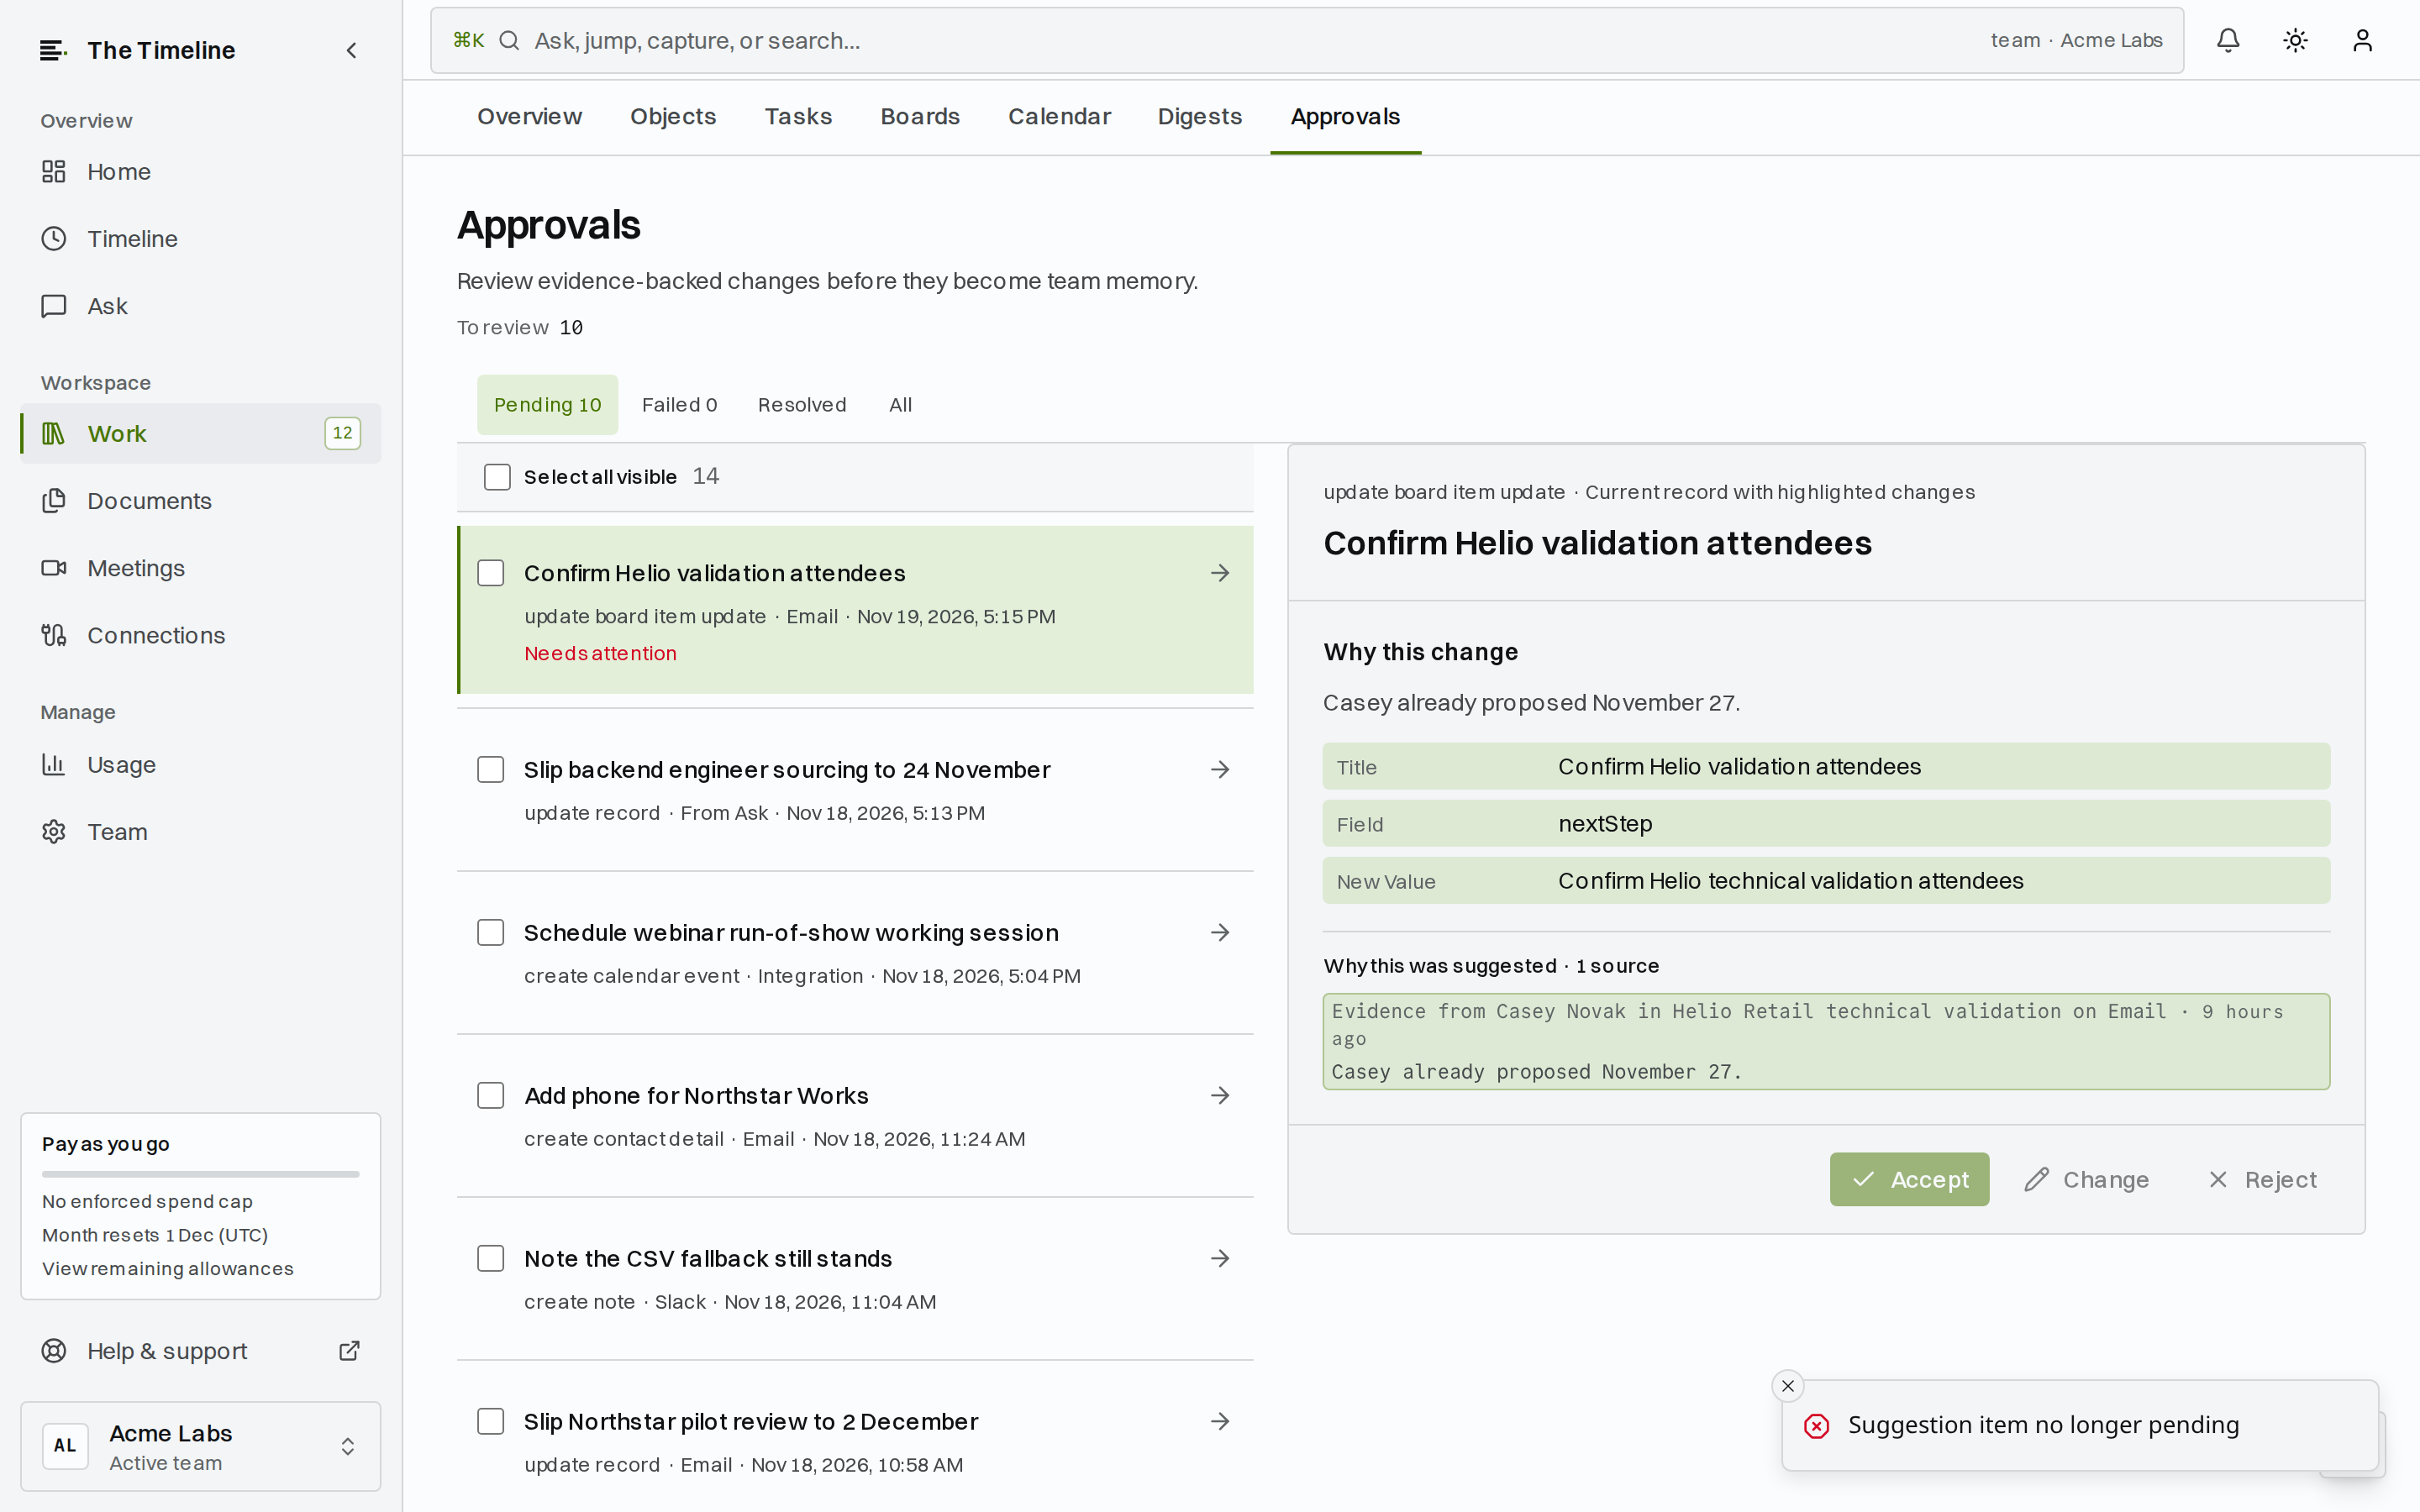 The Timeline
⌘K
Ask, jump, capture, or search...
team · Acme Labs
Overview
Home
Timeline
Ask
Workspace
Work
12
Documents
Meetings
Connections
Manage
Usage
Team
Pay as you go
No enforced spend cap
Month resets 1 Dec (UTC)
View remaining allowances
Help & support
AL
Acme Labs
Active team
Overview
Objects
Tasks
Boards
Calendar
Digests
Approvals
Approvals
Review evidence-backed changes before they become team memory.
To review 10
Pending 10
Failed 0
Resolved
All
Select all visible 14
Confirm Helio validation attendees
update board item update · Email · Nov 19, 2026, 5:15 PM
Needs attention
Slip backend engineer sourcing to 24 November
update record · From Ask · Nov 18, 2026, 5:13 PM
Schedule webinar run-of-show working session
create calendar event · Integration · Nov 18, 2026, 5:04 PM
Add phone for Northstar Works
create contact detail · Email · Nov 18, 2026, 11:24 AM
Note the CSV fallback still stands
create note · Slack · Nov 18, 2026, 11:04 AM
Slip Northstar pilot review to 2 December
update record · Email · Nov 18, 2026, 10:58 AM
update board item update · Current record with highlighted changes
Confirm Helio validation attendees
Why this change
Casey already proposed November 27.
Title Confirm Helio validation attendees
Field nextStep
New Value Confirm Helio technical validation attendees
Why this was suggested · 1 source
Evidence from Casey Novak in Helio Retail technical validation on Email · 9 hours
ago
Casey already proposed November 27.
Accept
Change
Reject
Suggestion item no longer pending